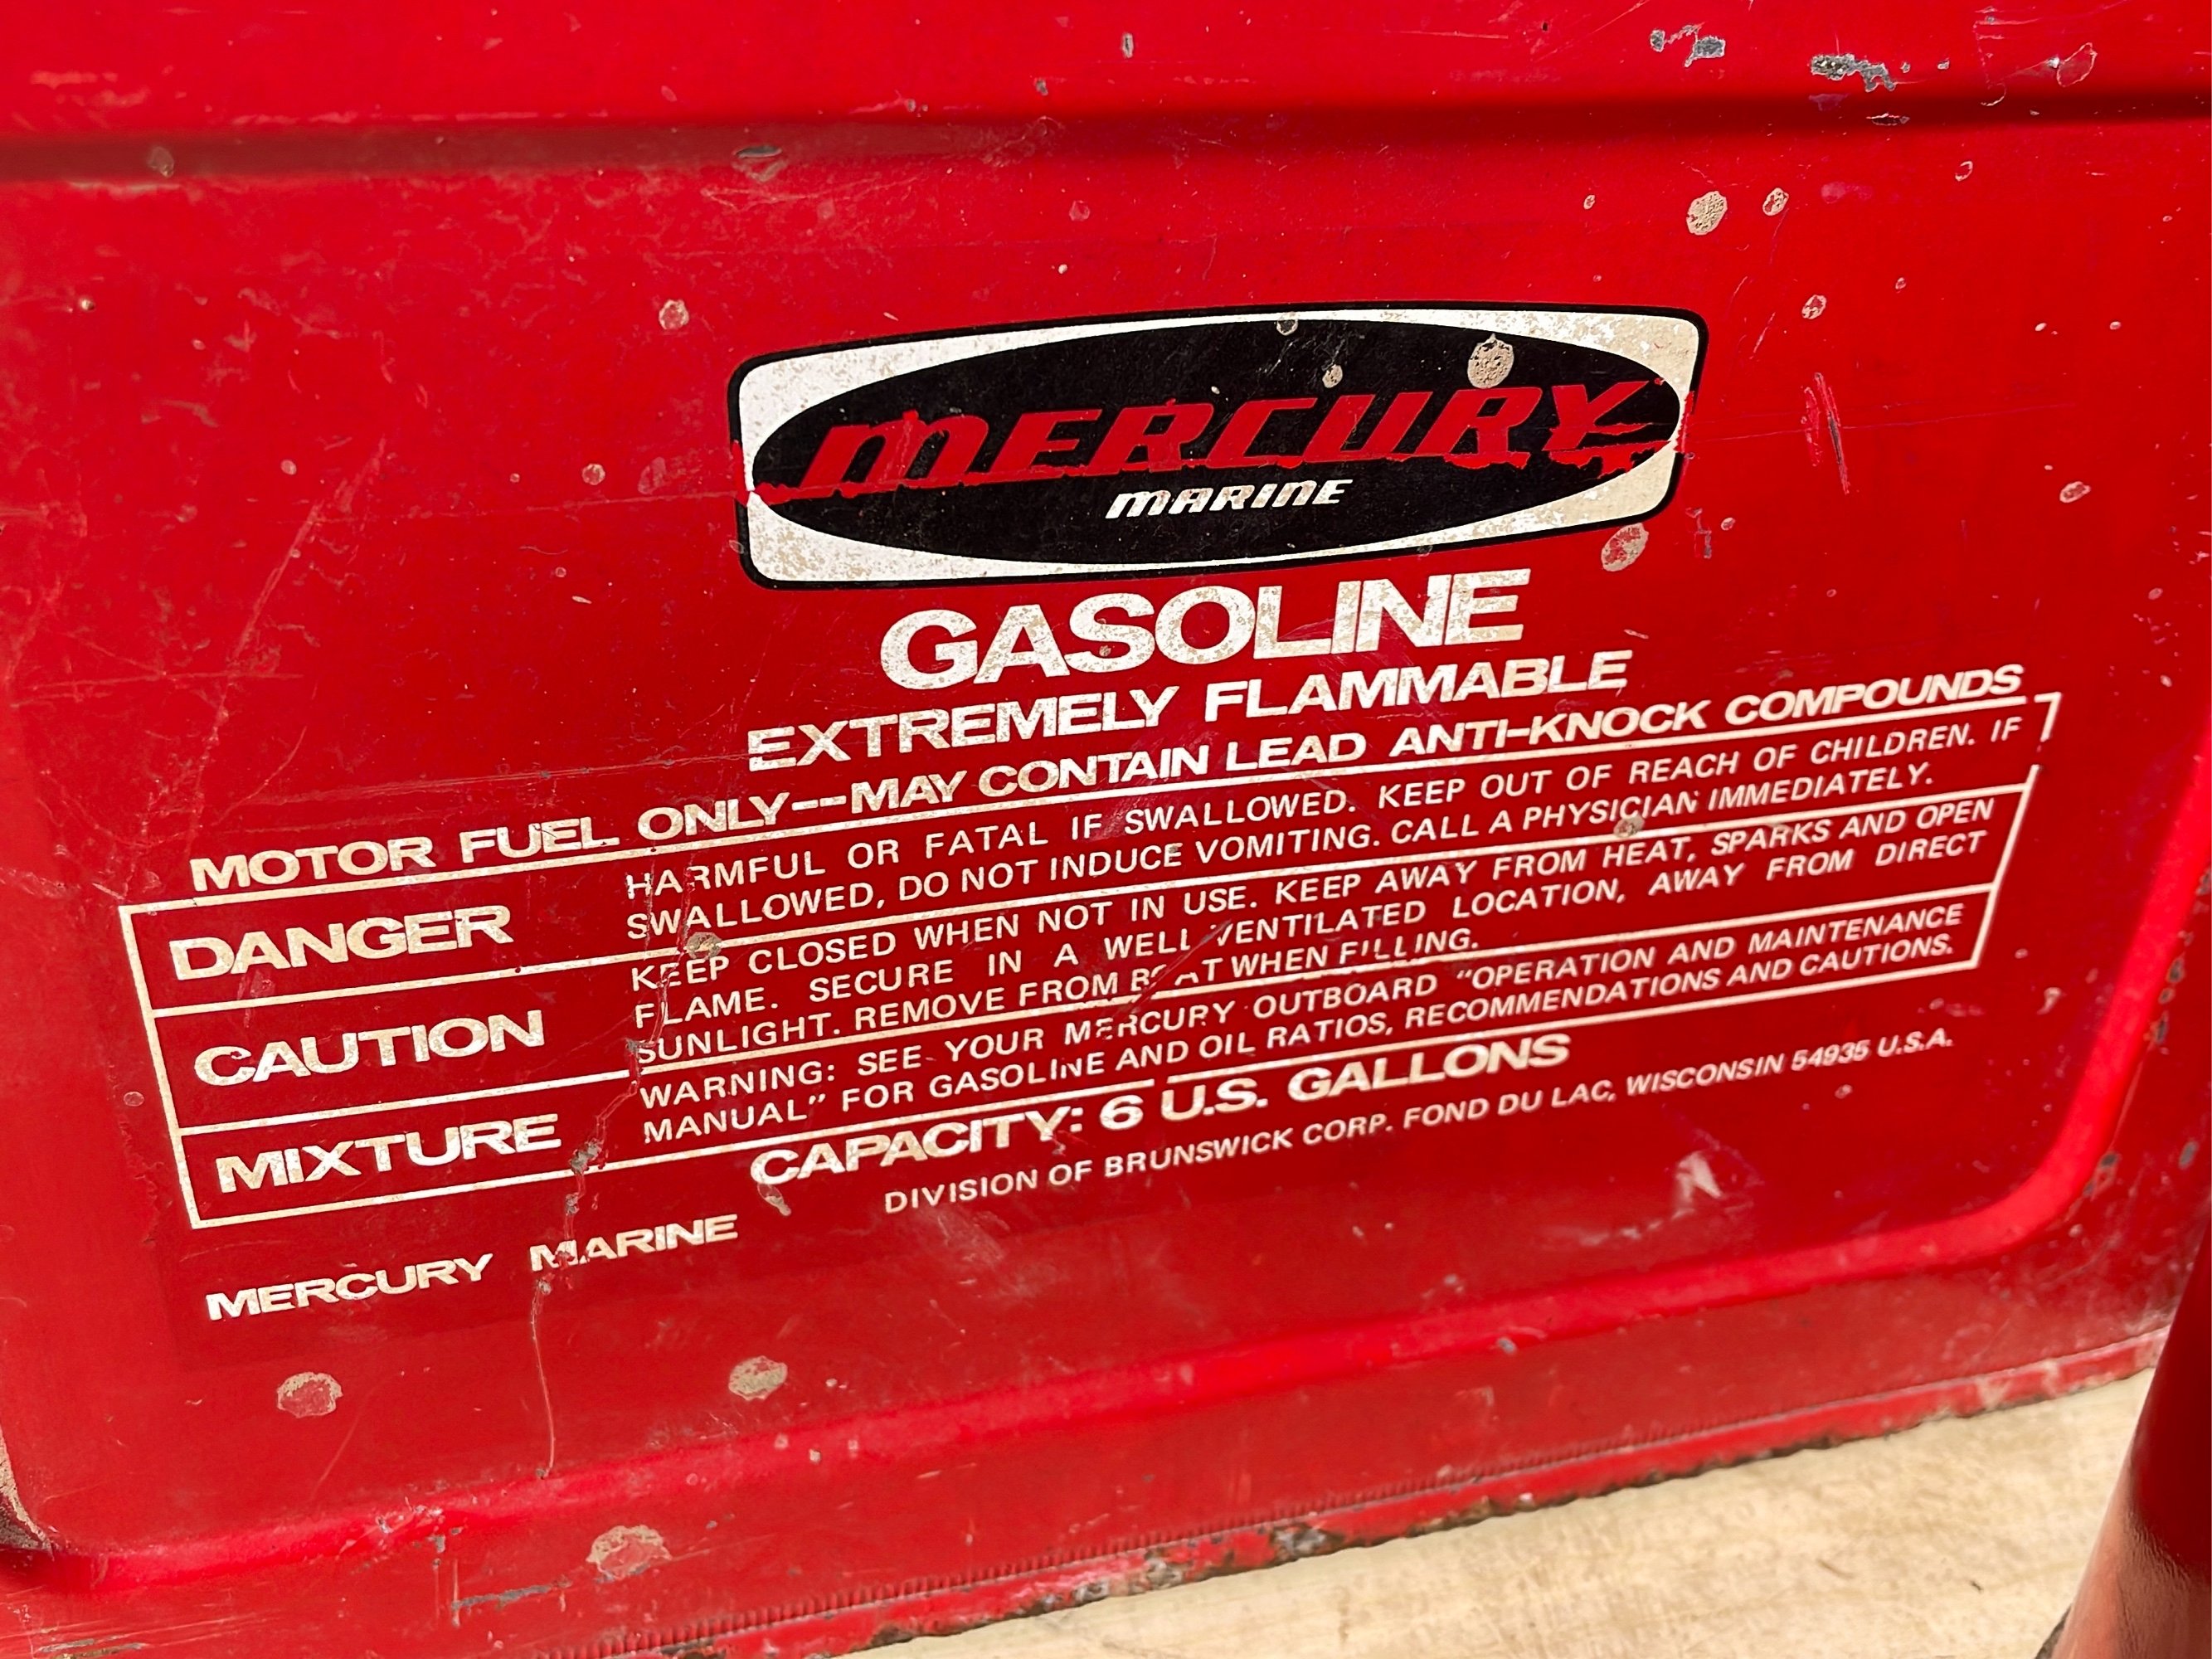 MERCURY
MARINE
GASOLINE
EXTREMELY FLAMMABLE
MOTOR FUEL ONLY--MAY CONTAIN LEAD ANTI-KNOCK COMPOUNDS
DANGER
HARMFUL OR FATAL IF SWALLOWED. KEEP OUT OF REACH OF CHILDREN. IF
SWALLOWED, DO NOT INDUCE VOMITING. CALL A PHYSICIAN IMMEDIATELY.
CAUTION
KEEP CLOSED WHEN NOT IN USE. KEEP AWAY FROM HEAT, SPARKS AND OPEN
FLAME. SECURE IN A WELL VENTILATED LOCATION, AWAY FROM DIRECT
SUNLIGHT. REMOVE FROM BOAT WHEN FILLING.
MIXTURE
WARNING: SEE YOUR MERCURY OUTBOARD "OPERATION AND MAINTENANCE
MANUAL" FOR GASOLINE AND OIL RATIOS, RECOMMENDATIONS AND CAUTIONS.
CAPACITY: 6 U.S. GALLONS
MERCURY MARINE
DIVISION OF BRUNSWICK CORP. FOND DU LAC, WISCONSIN 54935 U.S.A.